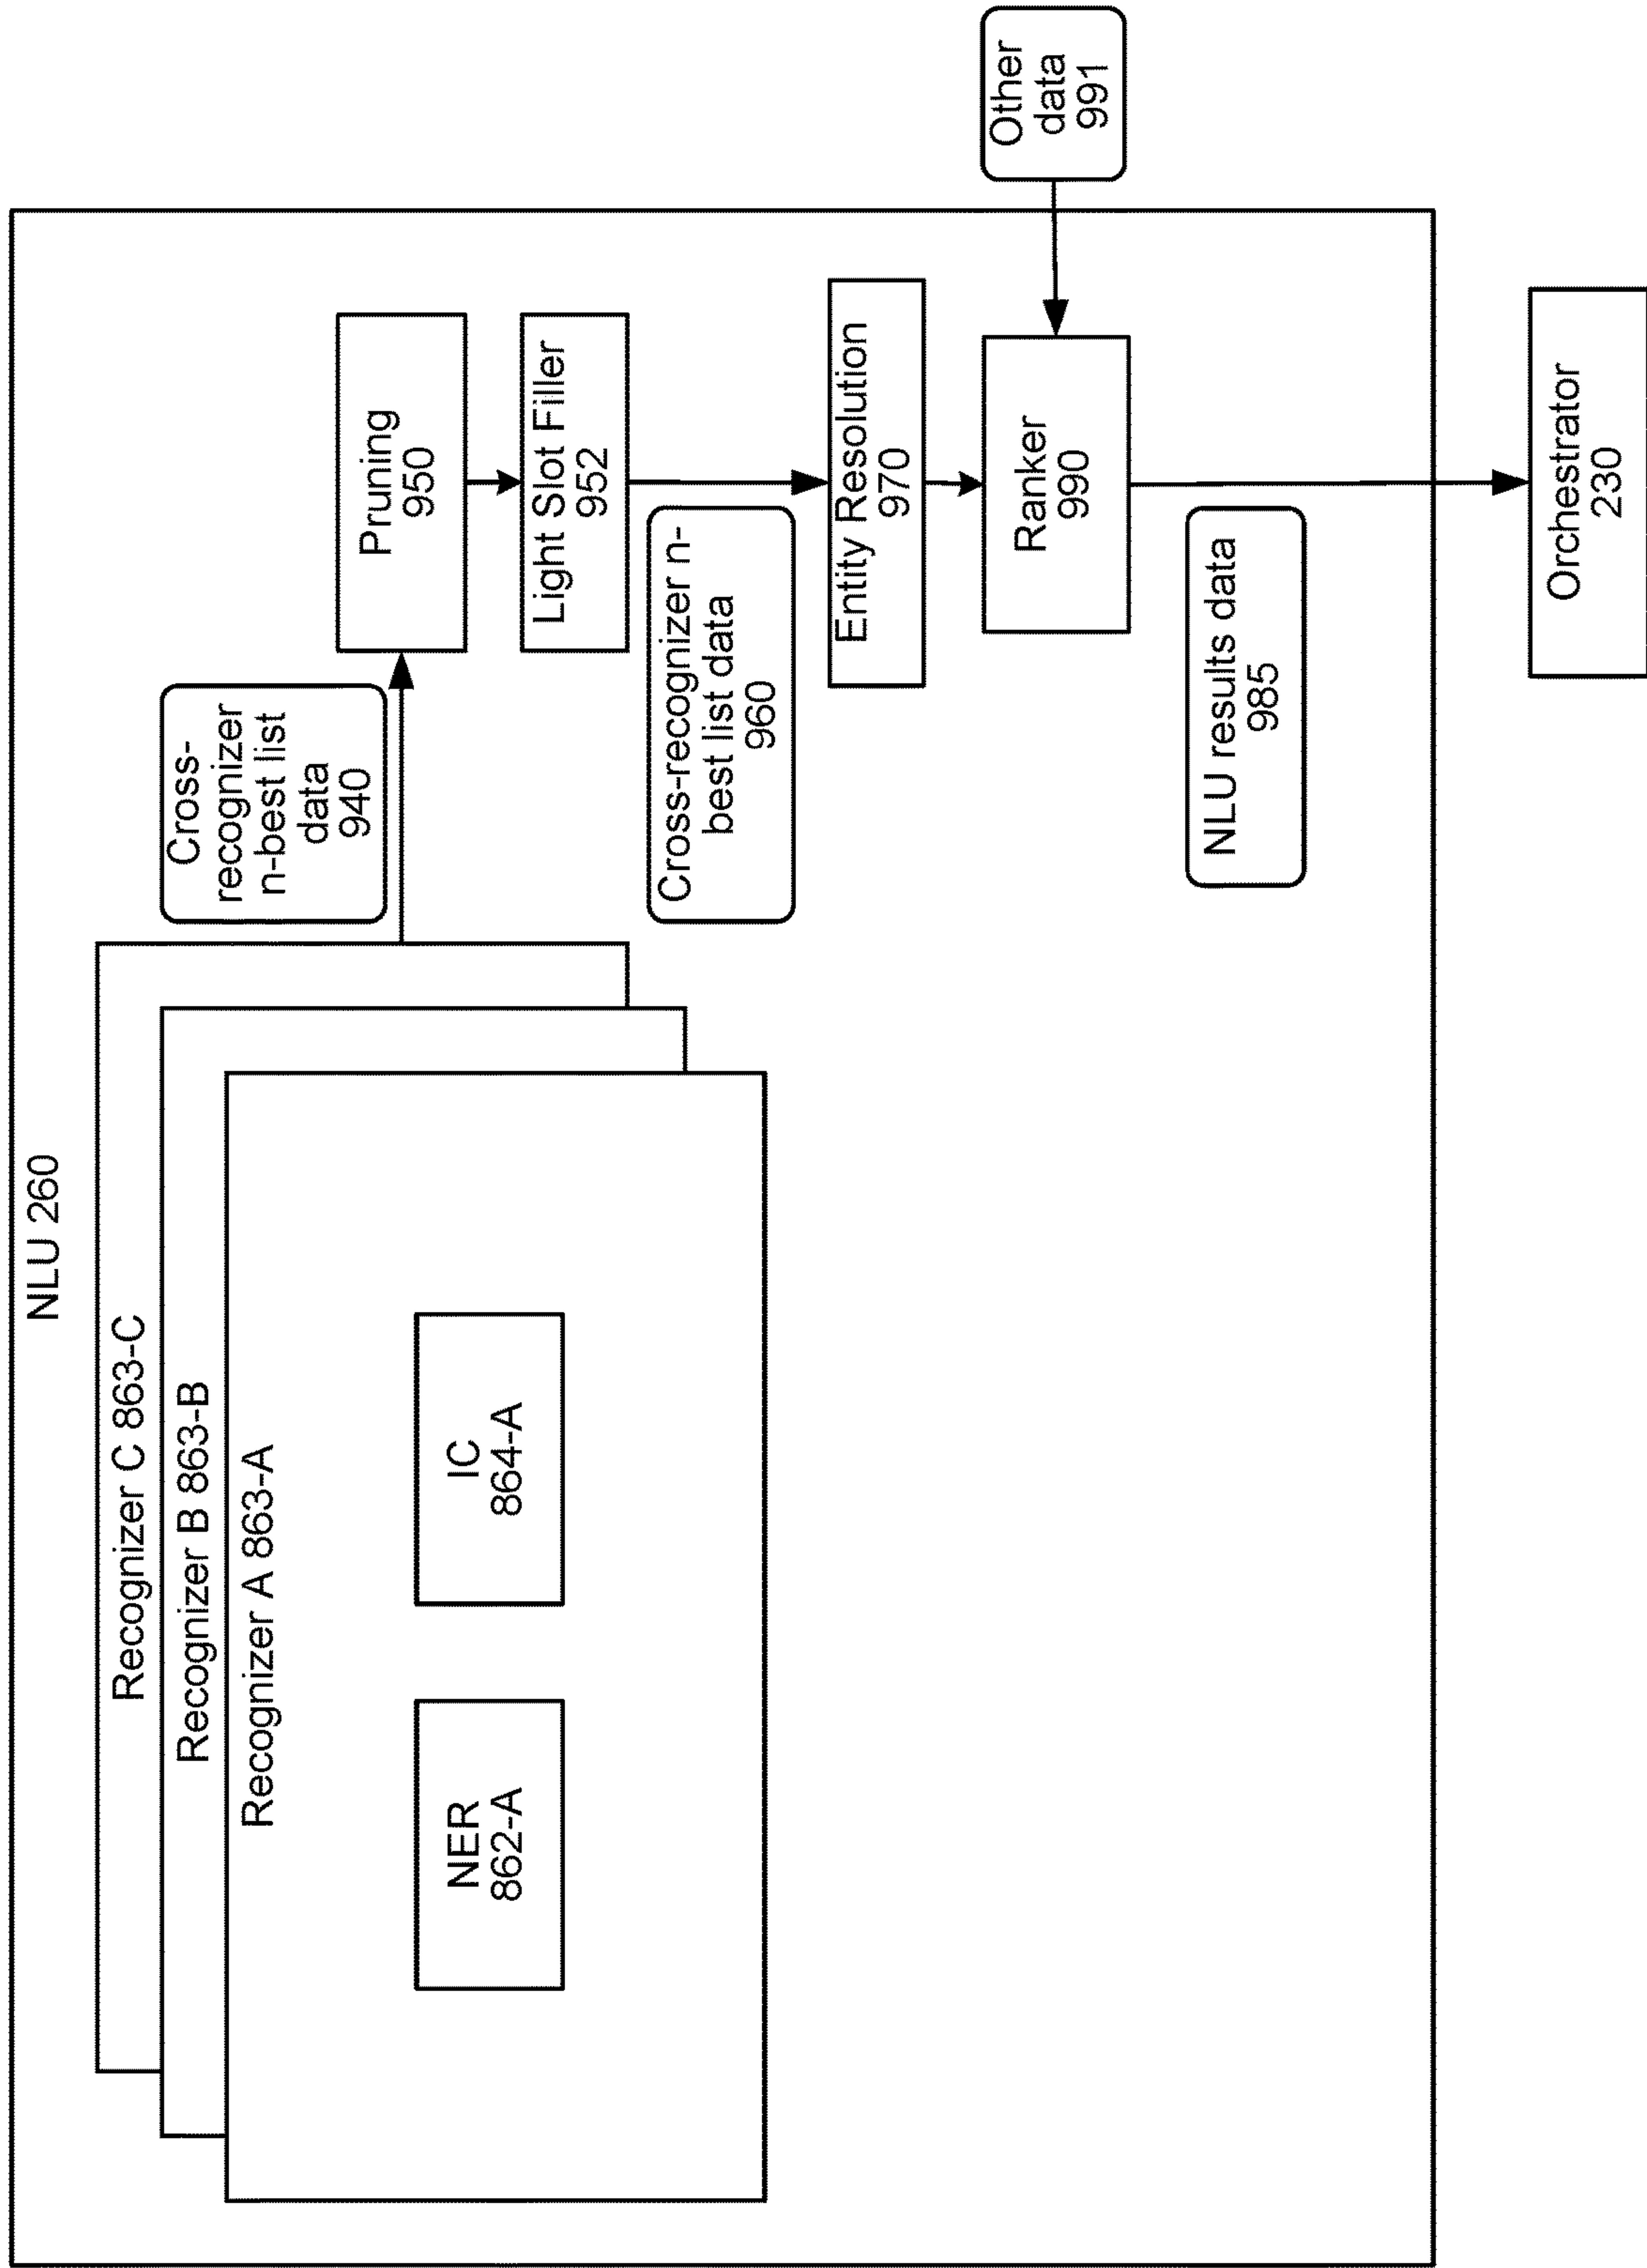 NLU 260
Recognizer C 863-C
Recognizer B 863-B
Recognizer A 863-A
NER
862-A
IC
864-A
Cross-
recognizer
n-best list
data
940
Pruning
950
Light Slot Filler
952
Cross-recognizer n-
best list data
960
Entity Resolution
970
Ranker
990
Other
data
991
NLU results data
985
Orchestrator
230